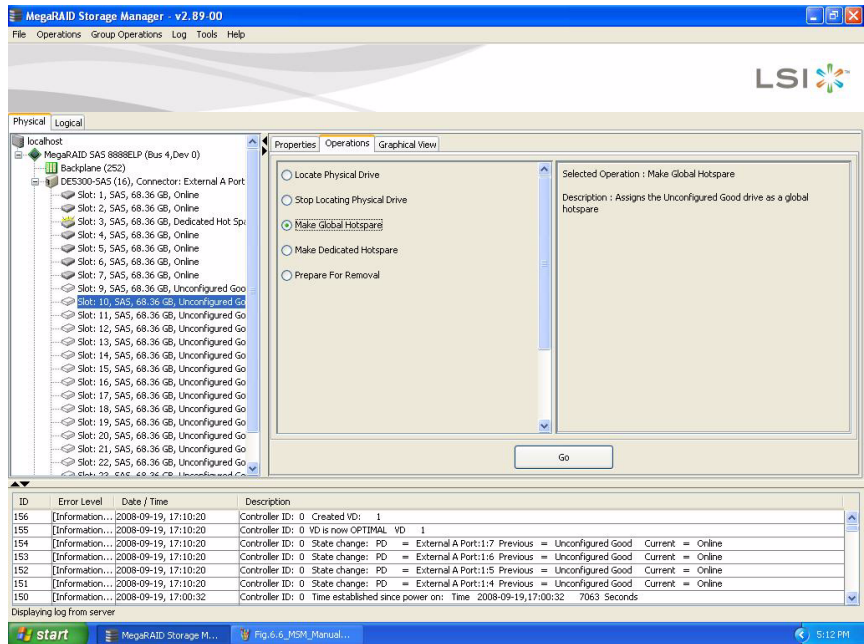 MegaRAID Storage Manager - v2.89-00
File Operations Group Operations Log Tools Help
LSI
Physical Logical
localhost
MegaRAID SAS 8888ELP (Bus 4,Dev 0)
Backplane (252)
DE5300-SAS (16), Connector: External A Port
Slot: 1, SAS, 68.36 GB, Online
Slot: 2, SAS, 68.36 GB, Online
Slot: 3, SAS, 68.36 GB, Dedicated Hot Spa
Slot: 4, SAS, 68.36 GB, Online
Slot: 5, SAS, 68.36 GB, Online
Slot: 6, SAS, 68.36 GB, Online
Slot: 7, SAS, 68.36 GB, Online
Slot: 9, SAS, 68.36 GB, Unconfigured Goo
Slot: 10, SAS, 68.36 GB, Unconfigured Go
Slot: 11, SAS, 68.36 GB, Unconfigured Go
Slot: 12, SAS, 68.36 GB, Unconfigured Go
Slot: 13, SAS, 68.36 GB, Unconfigured Go
Slot: 14, SAS, 68.36 GB, Unconfigured Go
Slot: 15, SAS, 68.36 GB, Unconfigured Go
Slot: 16, SAS, 68.36 GB, Unconfigured Go
Slot: 17, SAS, 68.36 GB, Unconfigured Go
Slot: 18, SAS, 68.36 GB, Unconfigured Go
Slot: 19, SAS, 68.36 GB, Unconfigured Go
Slot: 20, SAS, 68.36 GB, Unconfigured Go
Slot: 21, SAS, 68.36 GB, Unconfigured Go
Slot: 22, SAS, 68.36 GB, Unconfigured Go
Slot: 23, SAS, 68.36 GB, Unconfigured Go
Properties Operations Graphical View
Locate Physical Drive
Stop Locating Physical Drive
Make Global Hotspare
Make Dedicated Hotspare
Prepare For Removal
Selected Operation : Make Global Hotspare
Description : Assigns the Unconfigured Good drive as a global
hotspare
Go
ID Error Level Date / Time Description
156 [Information... 2008-09-19, 17:10:20 Controller ID: 0 Created VD: 1
155 [Information... 2008-09-19, 17:10:20 Controller ID: 0 VD is now OPTIMAL VD 1
154 [Information... 2008-09-19, 17:10:20 Controller ID: 0 State change: PD = External A Port:1:7 Previous = Unconfigured Good Current = Online
153 [Information... 2008-09-19, 17:10:20 Controller ID: 0 State change: PD = External A Port:1:6 Previous = Unconfigured Good Current = Online
152 [Information... 2008-09-19, 17:10:20 Controller ID: 0 State change: PD = External A Port:1:5 Previous = Unconfigured Good Current = Online
151 [Information... 2008-09-19, 17:10:20 Controller ID: 0 State change: PD = External A Port:1:4 Previous = Unconfigured Good Current = Online
150 [Information... 2008-09-19, 17:00:32 Controller ID: 0 Time established since power on: Time 2008-09-19,17:00:32 7063 Seconds
Displaying log from server
start MegaRAID Storage M... Fig.6.6_MSM_Manual... 5:12 PM